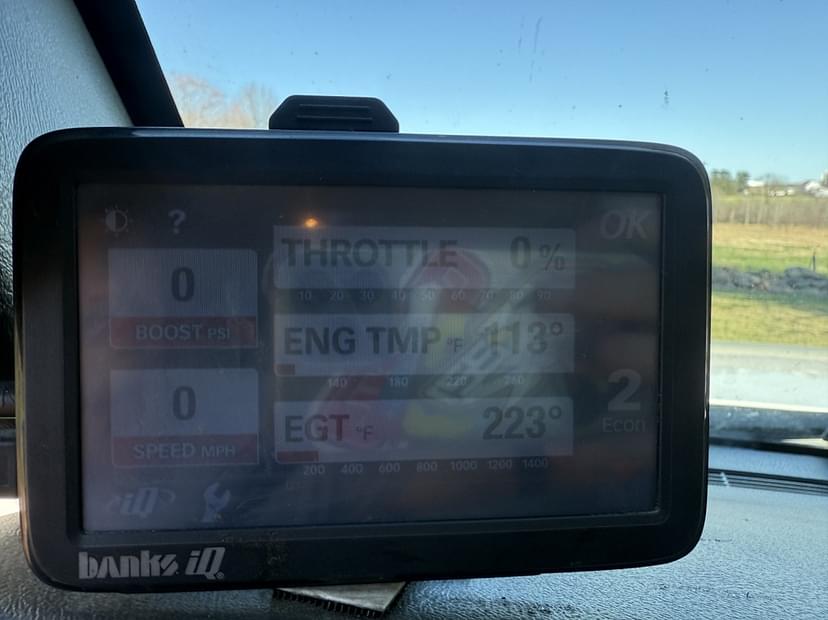 ? OK
THROTTLE 0%
0
10 20 30 40 50 60 70 80 90
BOOST PSI
ENG TMP °F 113°
140 180 220 260
0
2
Econ
EGT °F 223°
SPEED MPH
200 400 600 800 1000 1200 1400
iQ
banks iQ